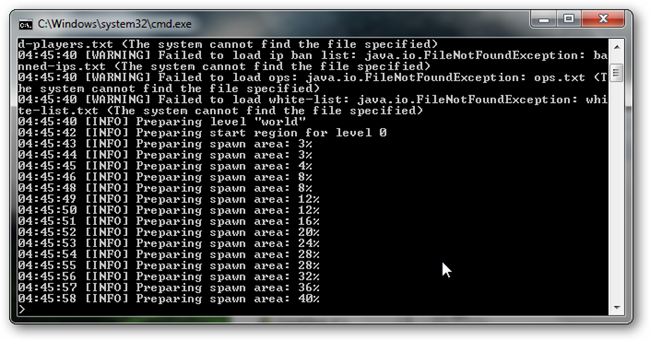 C:\Windows\system32\cmd.exe
d-players.txt (The system cannot find the file specified)
04:45:40 [WARNING] Failed to load ip ban list: java.io.FileNotFoundException: ba
nned-ips.txt (The system cannot find the file specified)
04:45:40 [WARNING] Failed to load ops: java.io.FileNotFoundException: ops.txt (T
he system cannot find the file specified)
04:45:40 [WARNING] Failed to load white-list: java.io.FileNotFoundException: whi
te-list.txt (The system cannot find the file specified)
04:45:40 [INFO] Preparing level "world"
04:45:42 [INFO] Preparing start region for level 0
04:45:43 [INFO] Preparing spawn area: 3%
04:45:44 [INFO] Preparing spawn area: 3%
04:45:45 [INFO] Preparing spawn area: 4%
04:45:46 [INFO] Preparing spawn area: 8%
04:45:48 [INFO] Preparing spawn area: 8%
04:45:49 [INFO] Preparing spawn area: 12%
04:45:50 [INFO] Preparing spawn area: 12%
04:45:51 [INFO] Preparing spawn area: 16%
04:45:52 [INFO] Preparing spawn area: 20%
04:45:53 [INFO] Preparing spawn area: 24%
04:45:54 [INFO] Preparing spawn area: 28%
04:45:55 [INFO] Preparing spawn area: 28%
04:45:56 [INFO] Preparing spawn area: 32%
04:45:57 [INFO] Preparing spawn area: 36%
04:45:58 [INFO] Preparing spawn area: 40%
>